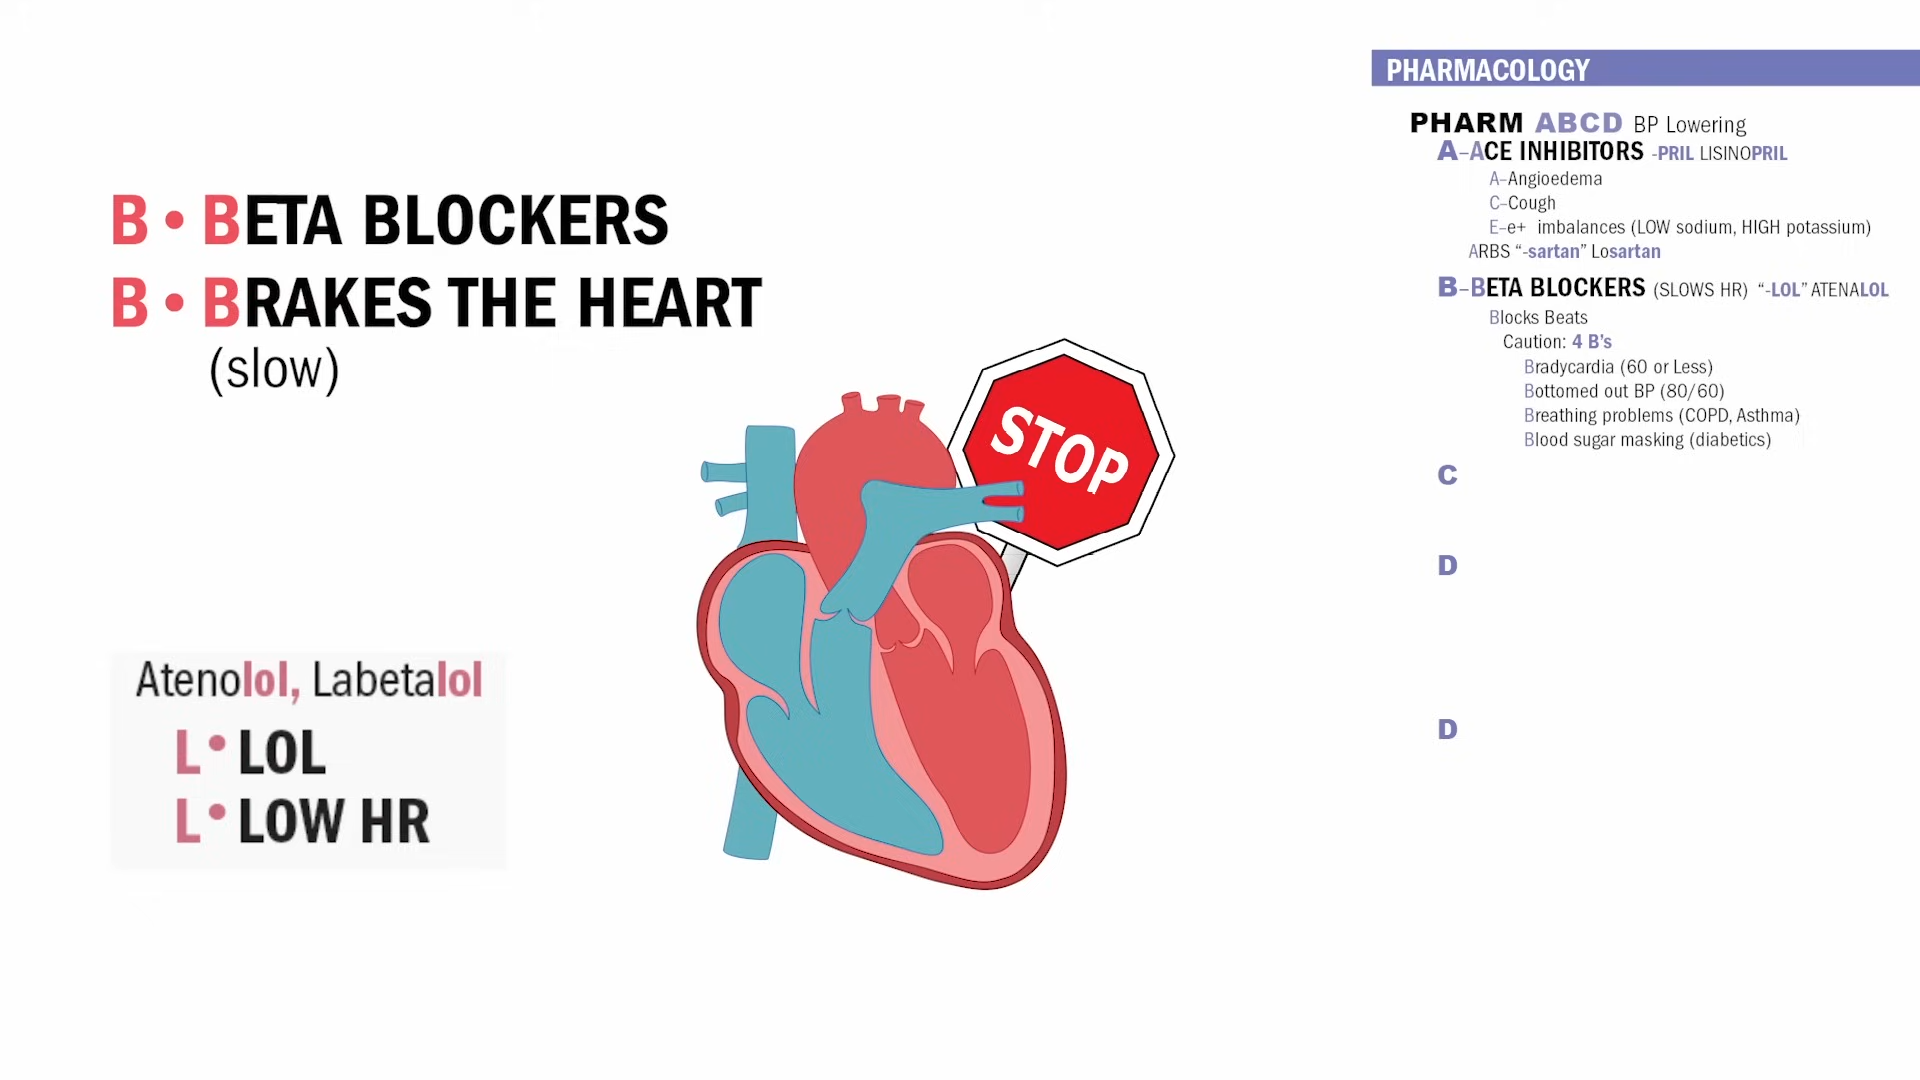 B • BETA BLOCKERS
B • BRAKES THE HEART
(slow)
STOP
Atenolol, Labetalol
L • LOL
L • LOW HR
PHARMACOLOGY
PHARM ABCD BP Lowering
A–ACE INHIBITORS -PRIL LISINOPRIL
A–Angioedema
C–Cough
E–e+ imbalances (LOW sodium, HIGH potassium)
ARBS “-sartan” Losartan
B–BETA BLOCKERS (SLOWS HR) “-LOL” ATENALOL
Blocks Beats
Caution: 4 B’s
Bradycardia (60 or Less)
Bottomed out BP (80/60)
Breathing problems (COPD, Asthma)
Blood sugar masking (diabetics)
C
D
D